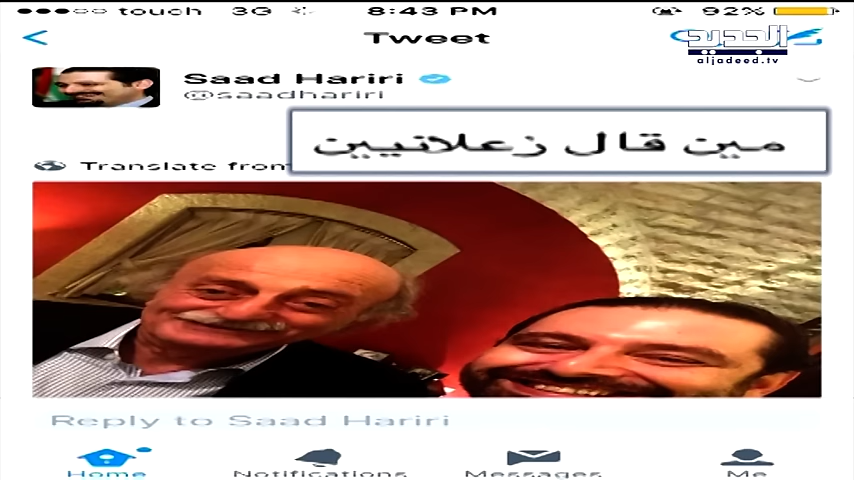 touch 3G 8:43 PM 92%
Tweet
الجديد
aljadeed.tv
Saad Hariri
@saadhariri
مين قال زعلانيين
Translate from
Reply to Saad Hariri
Home Notifications Messages Me